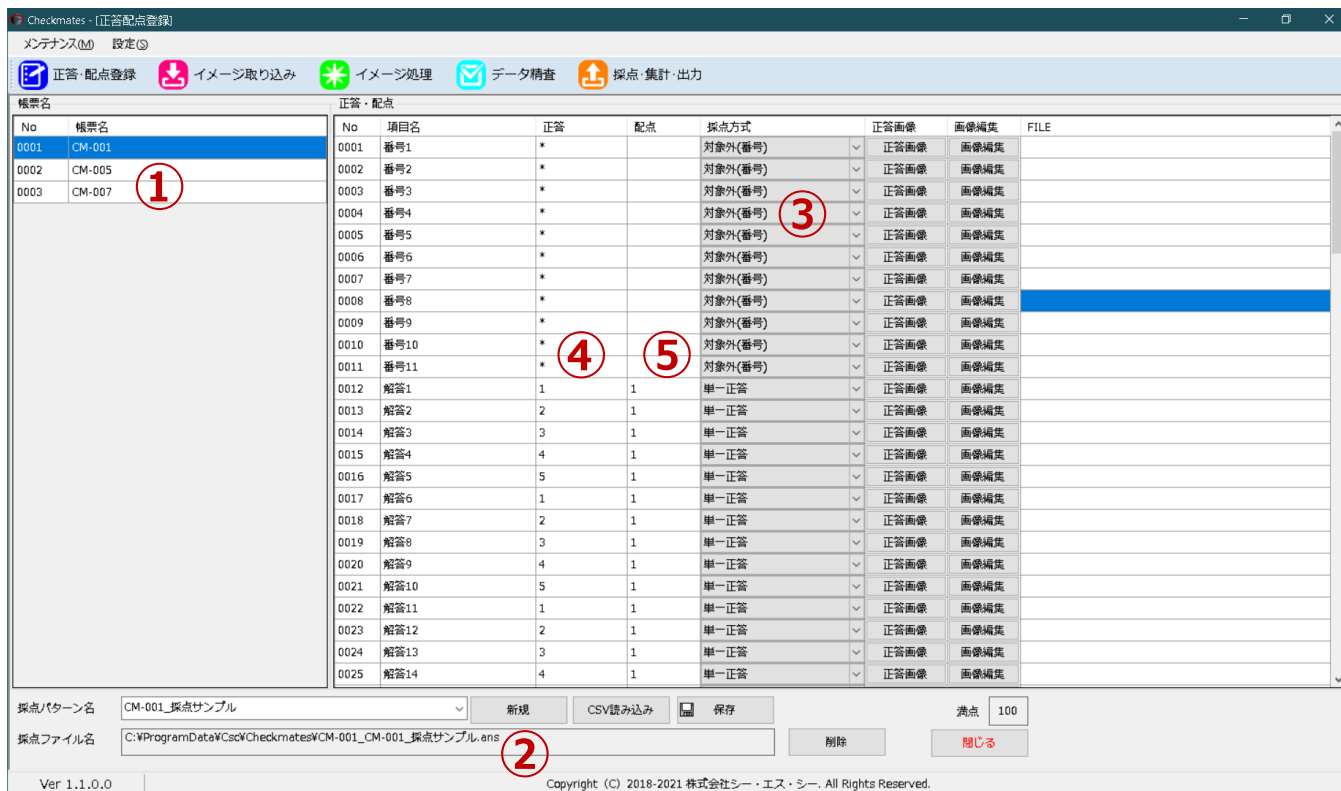 Checkmates - [正答配点登録]
メンテナンス(M) 設定(S)
正答・配点登録 イメージ取り込み イメージ処理 データ精査 採点・集計・出力
帳票名 正答・配点
No 帳票名 No 項目名 正答 配点 採点方式 正答画像 画像編集 FILE
0001 CM-001 0001 番号1 * 対象外(番号) 正答画像 画像編集
0002 CM-005 0002 番号2 * 対象外(番号) 正答画像 画像編集
0003 CM-007 ① 0003 番号3 * 対象外(番号) 正答画像 画像編集
0004 番号4 * 対象外(番号) ③ 正答画像 画像編集
0005 番号5 * 対象外(番号) 正答画像 画像編集
0006 番号6 * 対象外(番号) 正答画像 画像編集
0007 番号7 * 対象外(番号) 正答画像 画像編集
0008 番号8 * 対象外(番号) 正答画像 画像編集
0009 番号9 * 対象外(番号) 正答画像 画像編集
0010 番号10 * ④ ⑤ 対象外(番号) 正答画像 画像編集
0011 番号11 * 対象外(番号) 正答画像 画像編集
0012 解答1 1 1 単一正答 正答画像 画像編集
0013 解答2 2 1 単一正答 正答画像 画像編集
0014 解答3 3 1 単一正答 正答画像 画像編集
0015 解答4 4 1 単一正答 正答画像 画像編集
0016 解答5 5 1 単一正答 正答画像 画像編集
0017 解答6 1 1 単一正答 正答画像 画像編集
0018 解答7 2 1 単一正答 正答画像 画像編集
0019 解答8 3 1 単一正答 正答画像 画像編集
0020 解答9 4 1 単一正答 正答画像 画像編集
0021 解答10 5 1 単一正答 正答画像 画像編集
0022 解答11 1 1 単一正答 正答画像 画像編集
0023 解答12 2 1 単一正答 正答画像 画像編集
0024 解答13 3 1 単一正答 正答画像 画像編集
0025 解答14 4 1 単一正答 正答画像 画像編集
採点パターン名 CM-001_採点サンプル 新規 CSV読み込み 保存 満点 100
採点ファイル名 C:¥ProgramData¥Csc¥Checkmates¥CM-001_CM-001_採点サンプル.ans ② 削除 閉じる
Ver 1.1.0.0 Copyright (C) 2018-2021 株式会社シー・エス・シー. All Rights Reserved.